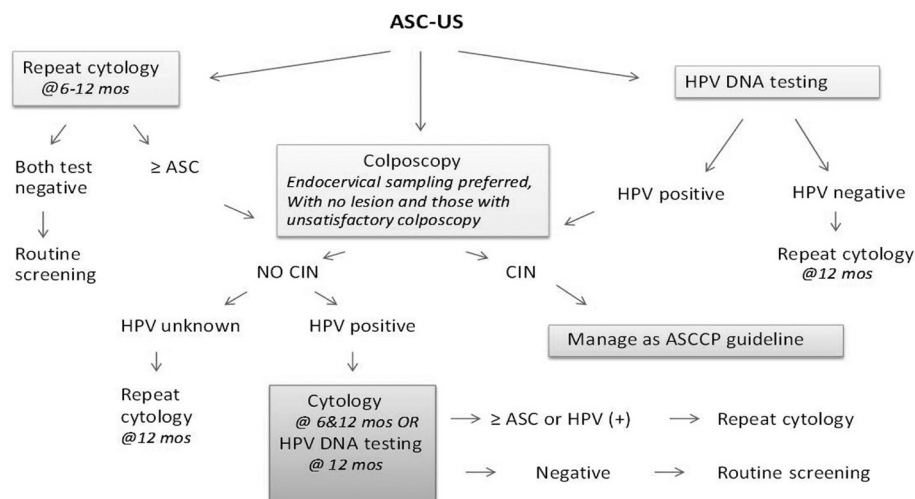 ASC-US
Repeat cytology
@6-12 mos
HPV DNA testing
Both test
negative
≥ ASC
Colposcopy
Endocervical sampling preferred,
With no lesion and those with
unsatisfactory colposcopy
HPV positive
HPV negative
Routine
screening
Repeat cytology
@12 mos
NO CIN
CIN
HPV unknown
HPV positive
Manage as ASCCP guideline
Repeat
cytology
@12 mos
Cytology
@ 6&12 mos OR
HPV DNA testing
@ 12 mos
≥ ASC or HPV (+)
Repeat cytology
Negative
Routine screening